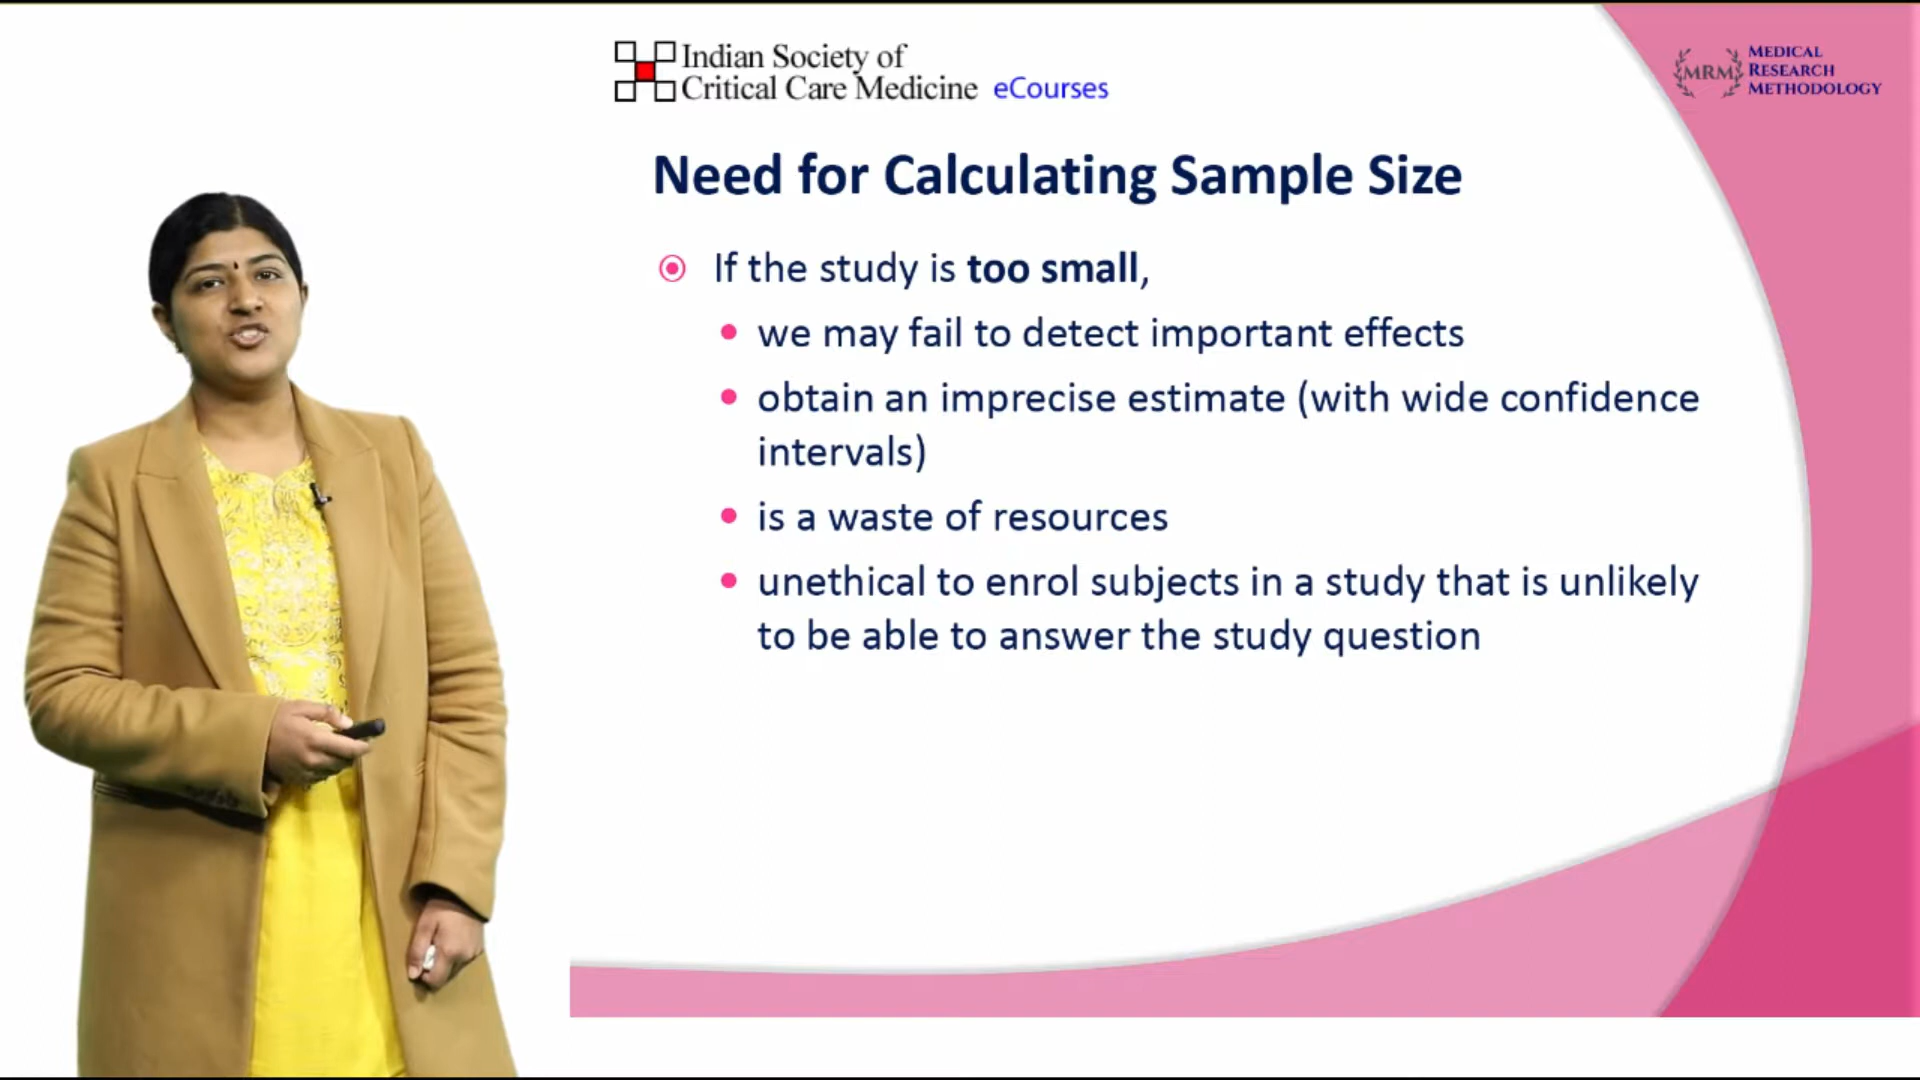 Indian Society of
Critical Care Medicine eCourses
MRM
MEDICAL
RESEARCH
METHODOLOGY
Need for Calculating Sample Size
If the study is too small,
we may fail to detect important effects
obtain an imprecise estimate (with wide confidence
intervals)
is a waste of resources
unethical to enrol subjects in a study that is unlikely
to be able to answer the study question